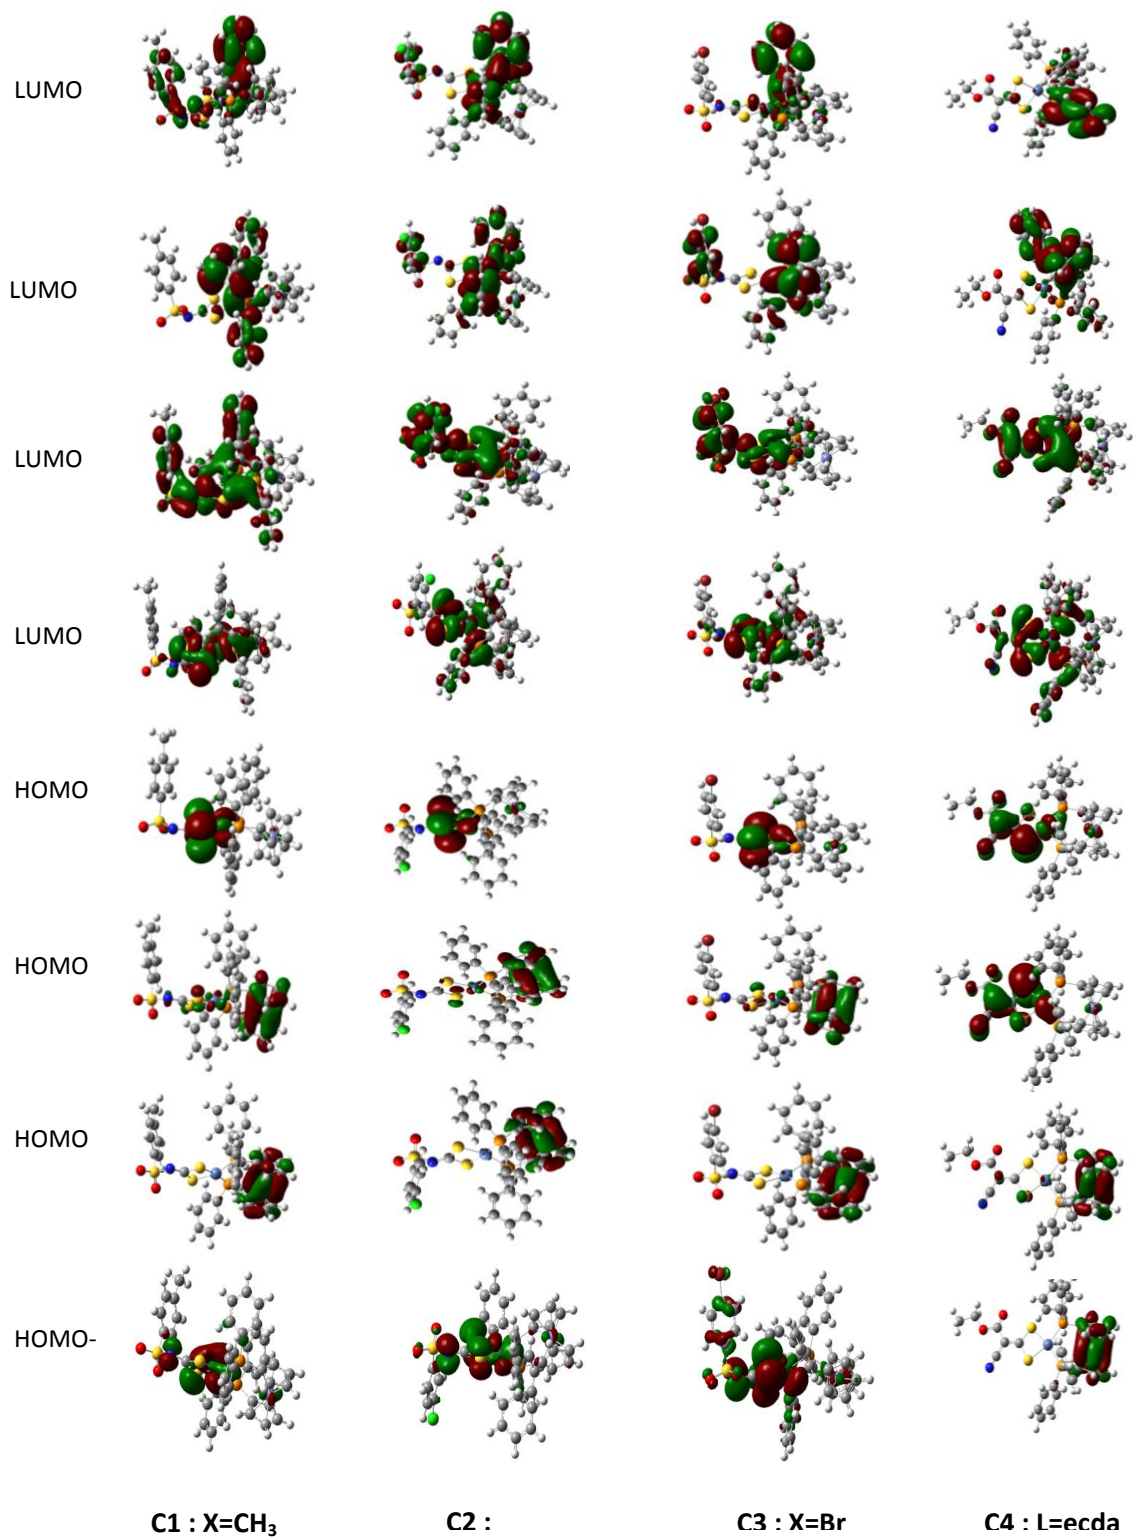 LUMO
LUMO
LUMO
LUMO
HOMO
HOMO
HOMO
HOMO-
C1 : X=CH₃ C2 : C3 : X=Br C4 : L=ecda